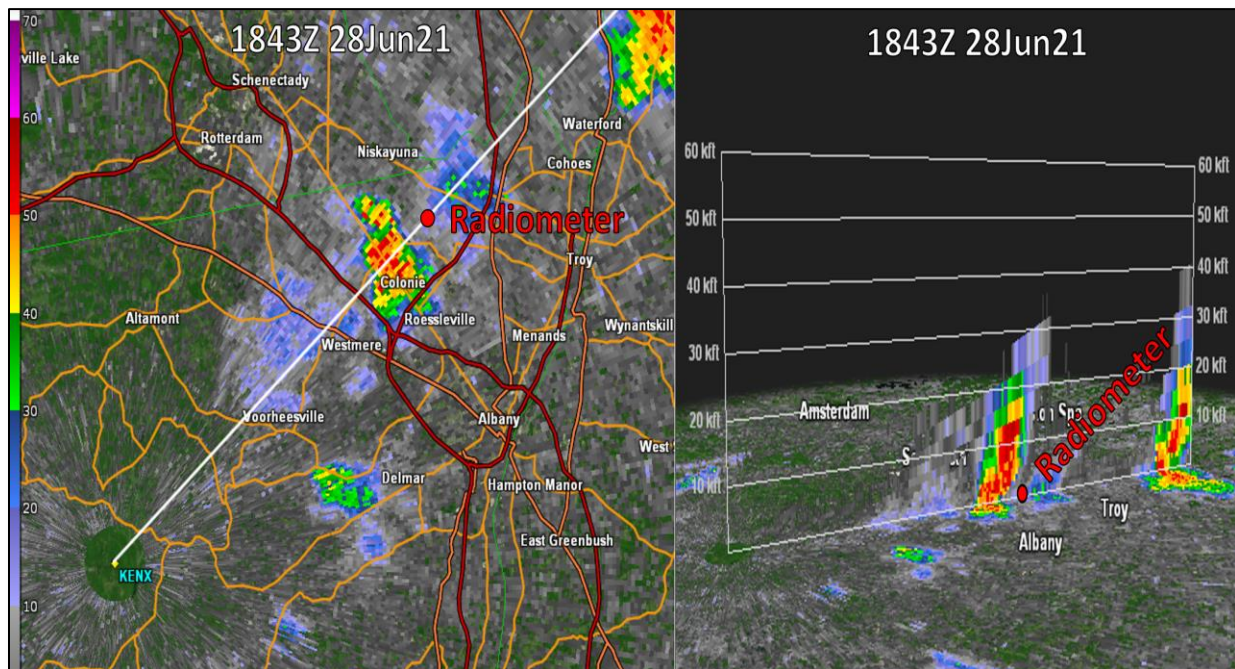 70
60
50
40
30
20
10
1843Z 28Jun21
ville Lake
Schenectady
Rotterdam
Niskayuna
Waterford
Cohoes
Radiometer
Colonie
Troy
Altamont
Roessleville
Menands
Wynantskill
Westmere
Voorheesville
Albany
West
Delmar
Hampton Manor
East Greenbush
KENX
1843Z 28Jun21
60 kft
60 kft
50 kft
50 kft
40 kft
40 kft
30 kft
30 kft
20 kft
20 kft
10 kft
10 kft
Amsterdam
Radiometer
Troy
Albany